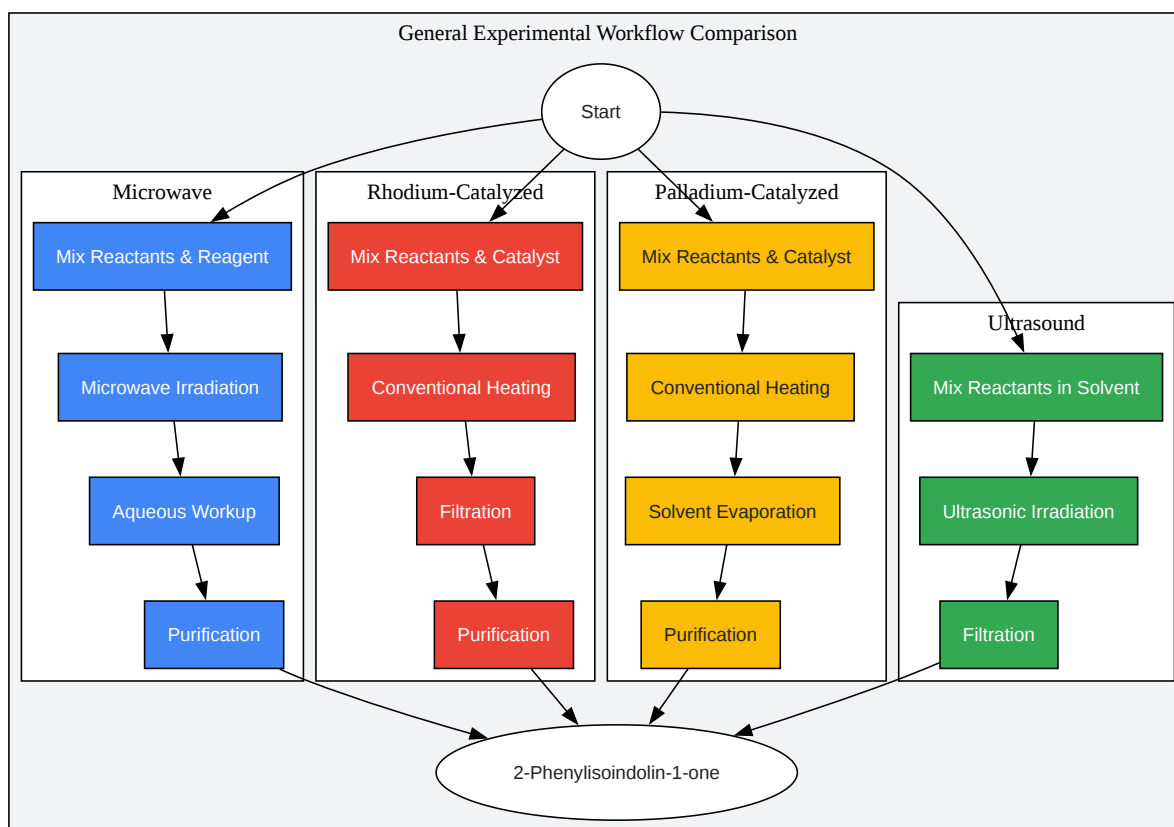 General Experimental Workflow Comparison
Start
Microwave
Mix Reactants & Reagent
Microwave Irradiation
Aqueous Workup
Purification
Rhodium-Catalyzed
Mix Reactants & Catalyst
Conventional Heating
Filtration
Purification
Palladium-Catalyzed
Mix Reactants & Catalyst
Conventional Heating
Solvent Evaporation
Purification
Ultrasound
Mix Reactants in Solvent
Ultrasonic Irradiation
Filtration
2-Phenylisoindolin-1-one